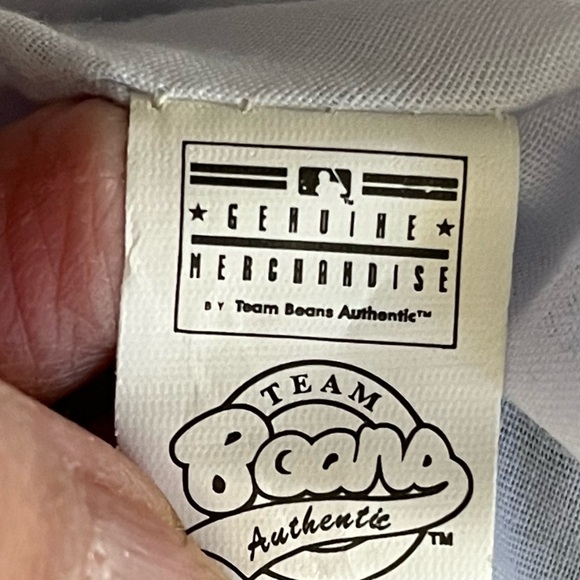 ★ GENUINE ★
MERCHANDISE
BY Team Beans Authentic™
TEAM
Beans
Authentic
TM